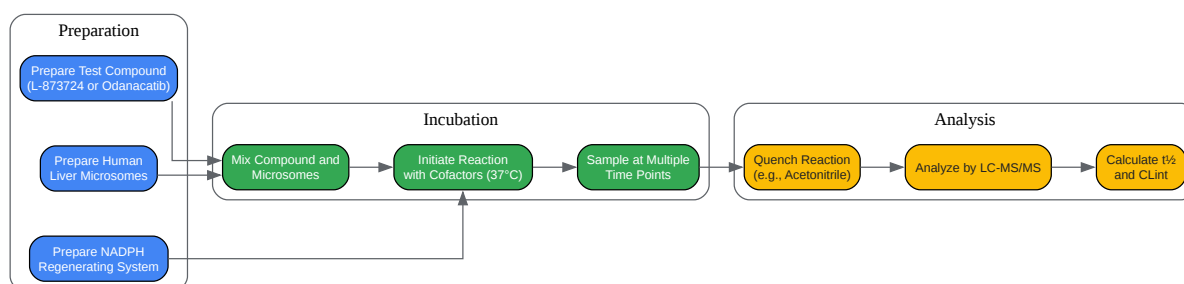 Preparation
Prepare Test Compound
(L-873724 or Odanacatib)
Prepare Human
Liver Microsomes
Prepare NADPH
Regenerating System
Incubation
Mix Compound and
Microsomes
Initiate Reaction
with Cofactors (37°C)
Sample at Multiple
Time Points
Analysis
Quench Reaction
(e.g., Acetonitrile)
Analyze by LC-MS/MS
Calculate t½
and CLint